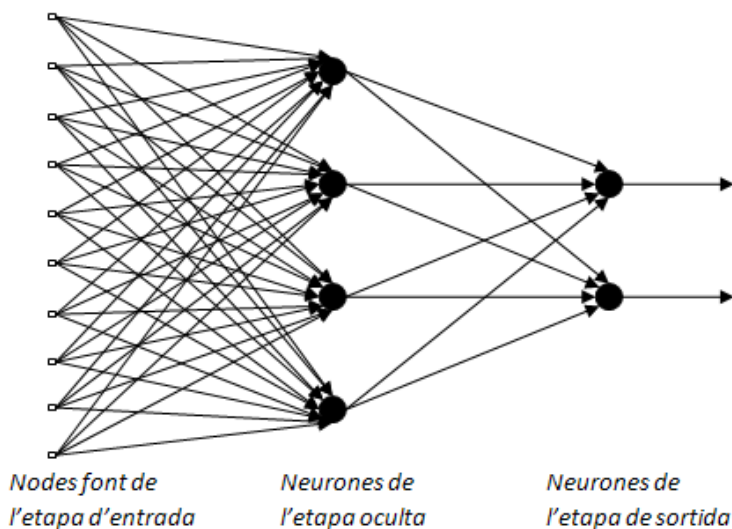 Nodes font de
l'etapa d'entrada
Neurones de
l'etapa oculta
Neurones de
l'etapa de sortida